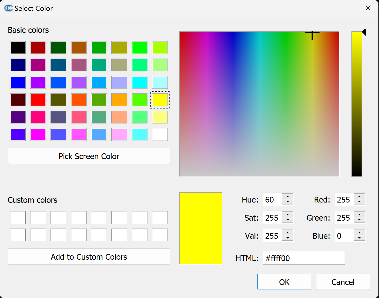 Select Color
Basic colors
Pick Screen Color
Custom colors
Add to Custom Colors
Hue: 60 Red: 255
Sat: 255 Green: 255
Val: 255 Blue: 0
HTML: #ffff00
OK Cancel